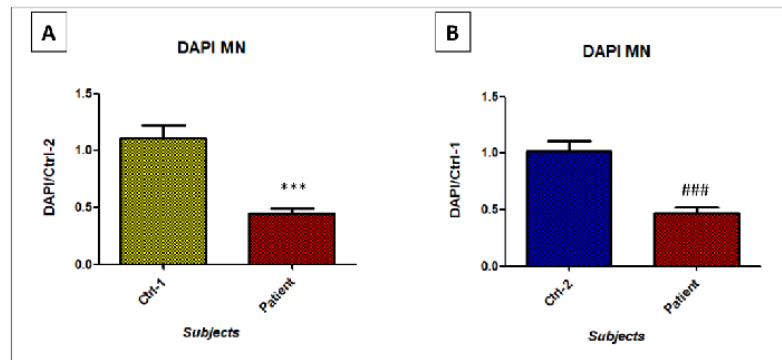 A
DAPI MN
DAPI/Ctrl-2
1.5
1.0
0.5
0.0
***
Ctrl-1
Patient
Subjects
B
DAPI MN
DAPI/Ctrl-1
1.5
1.0
0.5
0.0
###
Ctrl-2
Patient
Subjects